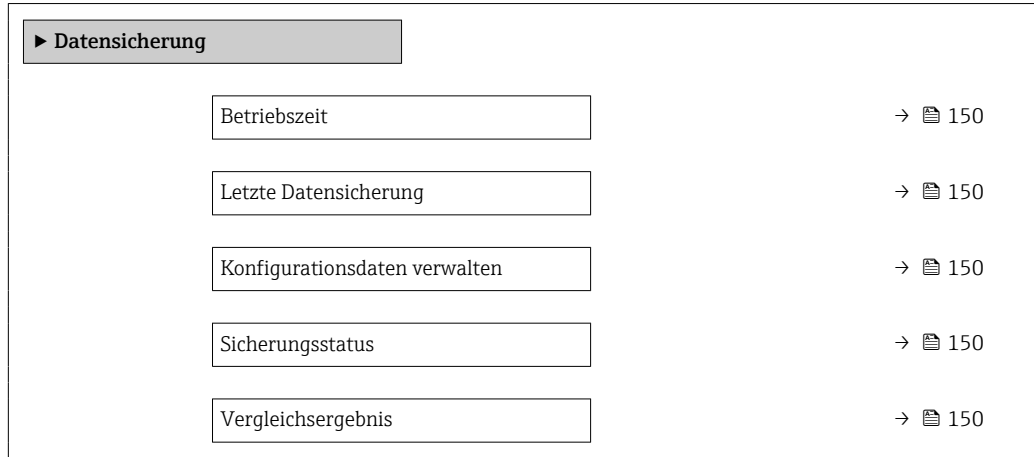 ▶ Datensicherung
Betriebszeit → 150
Letzte Datensicherung → 150
Konfigurationsdaten verwalten → 150
Sicherungsstatus → 150
Vergleichsergebnis → 150